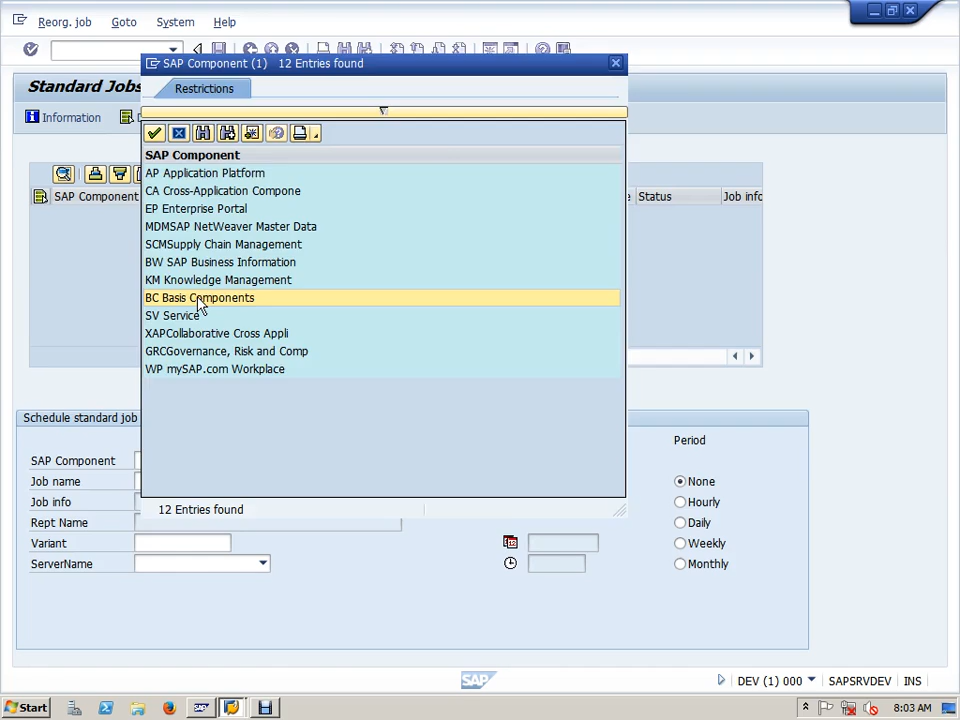 Reorg. job Goto System Help
SAP Component (1) 12 Entries found
Standard Jobs
Restrictions
Information
SAP Component
AP Application Platform
CA Cross-Application Compone
EP Enterprise Portal
MDMSAP NetWeaver Master Data
SCMSupply Chain Management
BW SAP Business Information
KM Knowledge Management
BC Basis Components
SV Service
XAPCollaborative Cross Appli
GRCGovernance, Risk and Comp
WP mySAP.com Workplace
12 Entries found
SAP Component
Status
Job info
Schedule standard job
Period
SAP Component
Job name
Job info
Rept Name
Variant
ServerName
None
Hourly
Daily
Weekly
Monthly
SAP
DEV (1) 000
SAPSRVDEV
INS
Start
8:03 AM